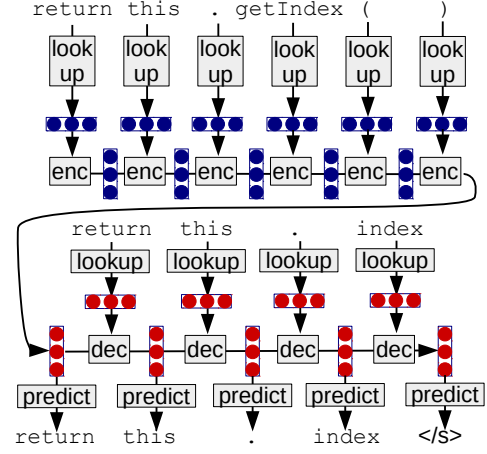 return this . getIndex ( )
look up look up look up look up look up look up
enc enc enc enc enc enc
return this . index
lookup lookup lookup lookup
dec dec dec dec
predict predict predict predict predict
return this . index </s>